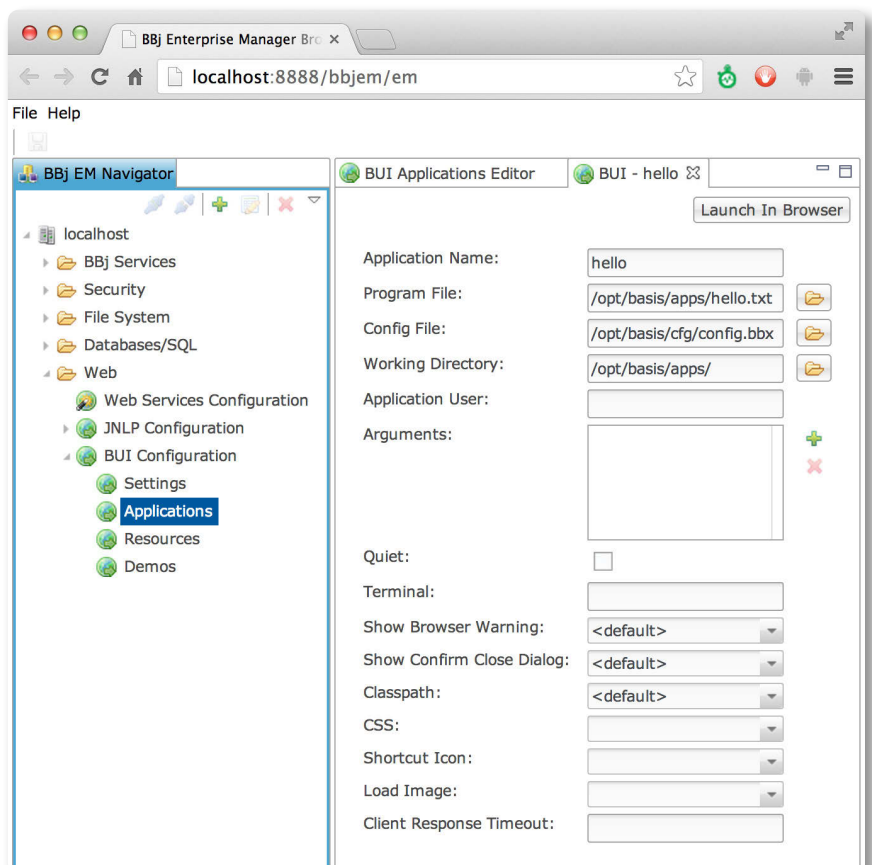 BBj Enterprise Manager Bro
localhost:8888/bbjem/em
File Help
BBj EM Navigator
localhost
BBj Services
Security
File System
Databases/SQL
Web
Web Services Configuration
JNLP Configuration
BUI Configuration
Settings
Applications
Resources
Demos
BUI Applications Editor
BUI - hello
Launch In Browser
Application Name: hello
Program File: /opt/basis/apps/hello.txt
Config File: /opt/basis/cfg/config.bbx
Working Directory: /opt/basis/apps/
Application User:
Arguments:
Quiet:
Terminal:
Show Browser Warning: <default>
Show Confirm Close Dialog: <default>
Classpath: <default>
CSS:
Shortcut Icon:
Load Image:
Client Response Timeout: